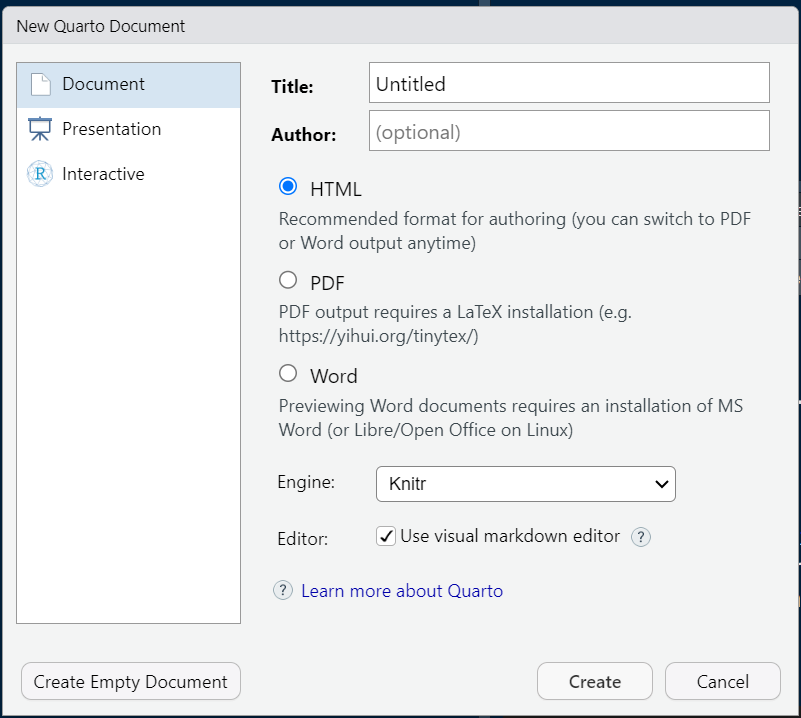 New Quarto Document
Document
Presentation
R Interactive
Title: Untitled
Author: (optional)
HTML
Recommended format for authoring (you can switch to PDF
or Word output anytime)
PDF
PDF output requires a LaTeX installation (e.g.
https://yihui.org/tinytex/)
Word
Previewing Word documents requires an installation of MS
Word (or Libre/Open Office on Linux)
Engine: Knitr
Editor: Use visual markdown editor ?
? Learn more about Quarto
Create Empty Document Create Cancel